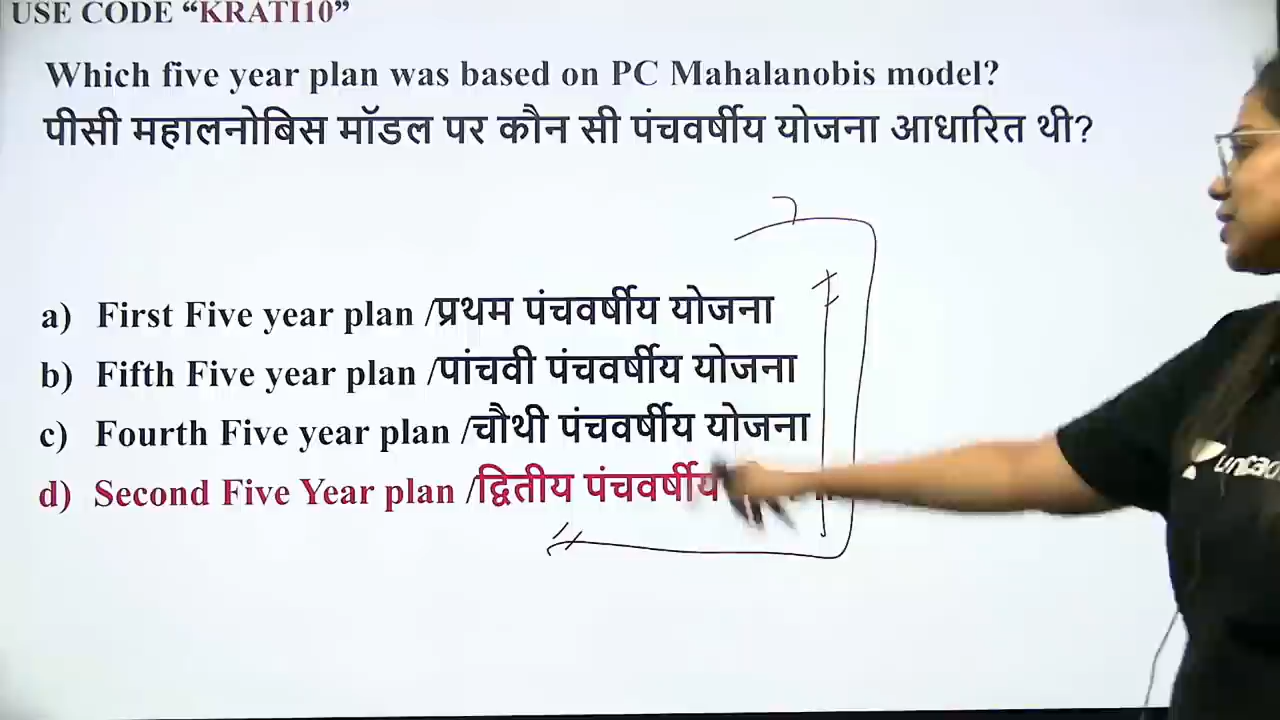 USE CODE “KRATI10”
Which five year plan was based on PC Mahalanobis model?
पीसी महालनोबिस मॉडल पर कौन सी पंचवर्षीय योजना आधारित थी?
a) First Five year plan /प्रथम पंचवर्षीय योजना
b) Fifth Five year plan /पांचवी पंचवर्षीय योजना
c) Fourth Five year plan /चौथी पंचवर्षीय योजना
d) Second Five Year plan /द्वितीय पंचवर्षीय